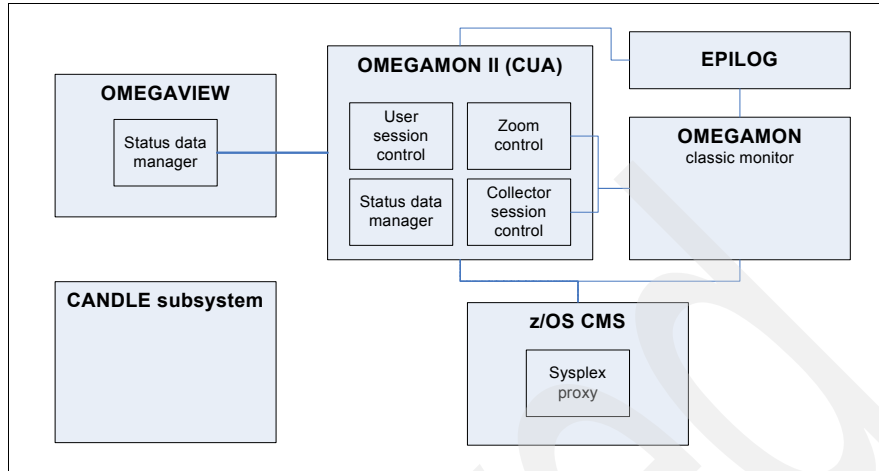 OMEGAVIEW
Status data
manager
OMEGAMON II (CUA)
User
session
control
Zoom
control
Status data
manager
Collector
session
control
EPILOG
OMEGAMON
classic monitor
CANDLE subsystem
z/OS CMS
Sysplex
proxy